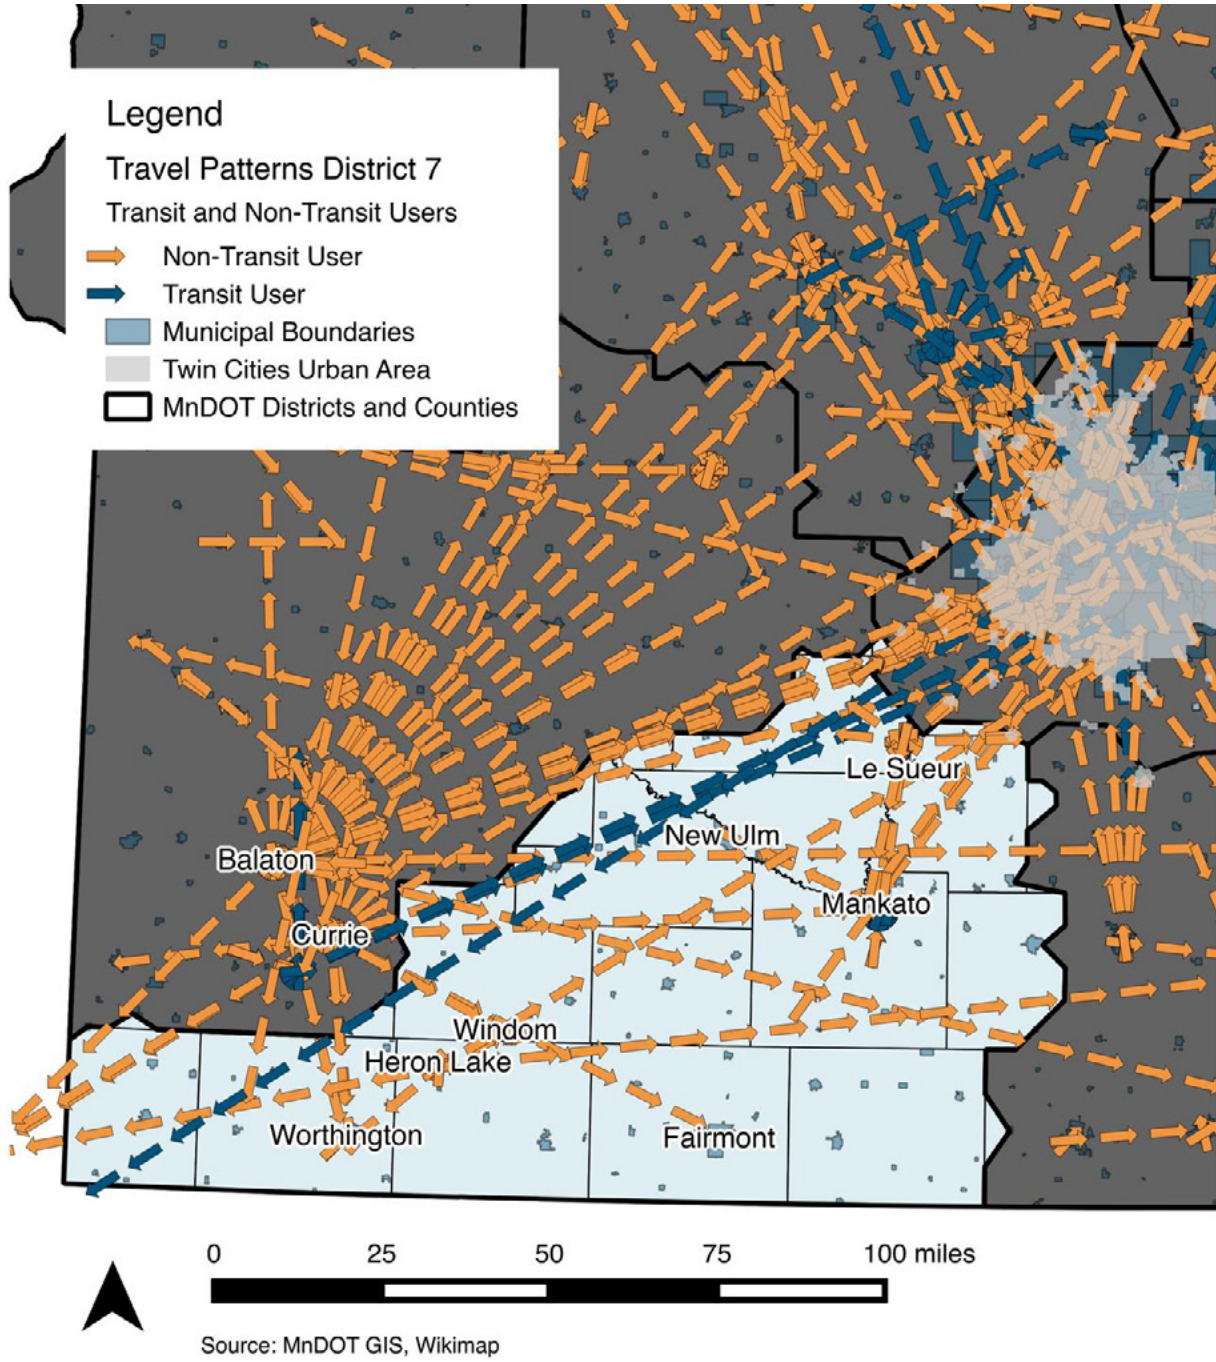 Legend
Travel Patterns District 7
Transit and Non-Transit Users
Non-Transit User
Transit User
Municipal Boundaries
Twin Cities Urban Area
MnDOT Districts and Counties
Le Sueur
New Ulm
Balaton
Mankato
Currie
Windom
Heron Lake
Worthington
Fairmont
0 25 50 75 100 miles
Source: MnDOT GIS, Wikimap